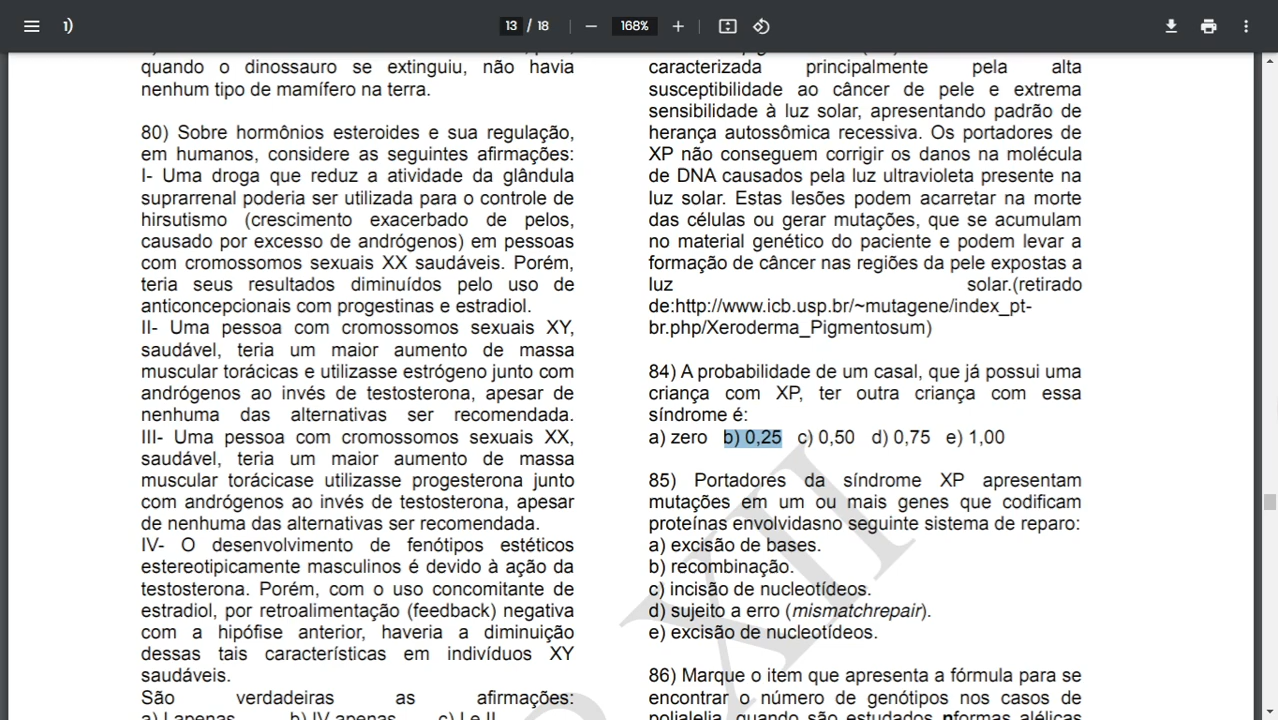 1)
13 / 18
168%
quando o dinossauro se extinguiu, não havia
nenhum tipo de mamífero na terra.
80) Sobre hormônios esteroides e sua regulação,
em humanos, considere as seguintes afirmações:
I- Uma droga que reduz a atividade da glândula
suprarrenal poderia ser utilizada para o controle de
hirsutismo (crescimento exacerbado de pelos,
causado por excesso de andrógenos) em pessoas
com cromossomos sexuais XX saudáveis. Porém,
teria seus resultados diminuídos pelo uso de
anticoncepcionais com progestinas e estradiol.
II- Uma pessoa com cromossomos sexuais XY,
saudável, teria um maior aumento de massa
muscular torácicas e utilizasse estrógeno junto com
andrógenos ao invés de testosterona, apesar de
nenhuma das alternativas ser recomendada.
III- Uma pessoa com cromossomos sexuais XX,
saudável, teria um maior aumento de massa
muscular torácicase utilizasse progesterona junto
com andrógenos ao invés de testosterona, apesar
de nenhuma das alternativas ser recomendada.
IV- O desenvolvimento de fenótipos estéticos
estereotipicamente masculinos é devido à ação da
testosterona. Porém, com o uso concomitante de
estradiol, por retroalimentação (feedback) negativa
com a hipófise anterior, haveria a diminuição
dessas tais características em indivíduos XY
saudáveis.
São verdadeiras as afirmações:
a) I apenas b) IV apenas c) I e II
caracterizada principalmente pela alta
susceptibilidade ao câncer de pele e extrema
sensibilidade à luz solar, apresentando padrão de
herança autossômica recessiva. Os portadores de
XP não conseguem corrigir os danos na molécula
de DNA causados pela luz ultravioleta presente na
luz solar. Estas lesões podem acarretar na morte
das células ou gerar mutações, que se acumulam
no material genético do paciente e podem levar a
formação de câncer nas regiões da pele expostas a
luz solar.(retirado
de:http://www.icb.usp.br/~mutagene/index_pt-
br.php/Xeroderma_Pigmentosum)
84) A probabilidade de um casal, que já possui uma
criança com XP, ter outra criança com essa
síndrome é:
a) zero b) 0,25 c) 0,50 d) 0,75 e) 1,00
85) Portadores da síndrome XP apresentam
mutações em um ou mais genes que codificam
proteínas envolvidasno seguinte sistema de reparo:
a) excisão de bases.
b) recombinação.
c) incisão de nucleotídeos.
d) sujeito a erro (mismatchrepair).
e) excisão de nucleotídeos.
86) Marque o item que apresenta a fórmula para se
encontrar o número de genótipos nos casos de
polialelia, quando são estudados nformas alélicas
XII